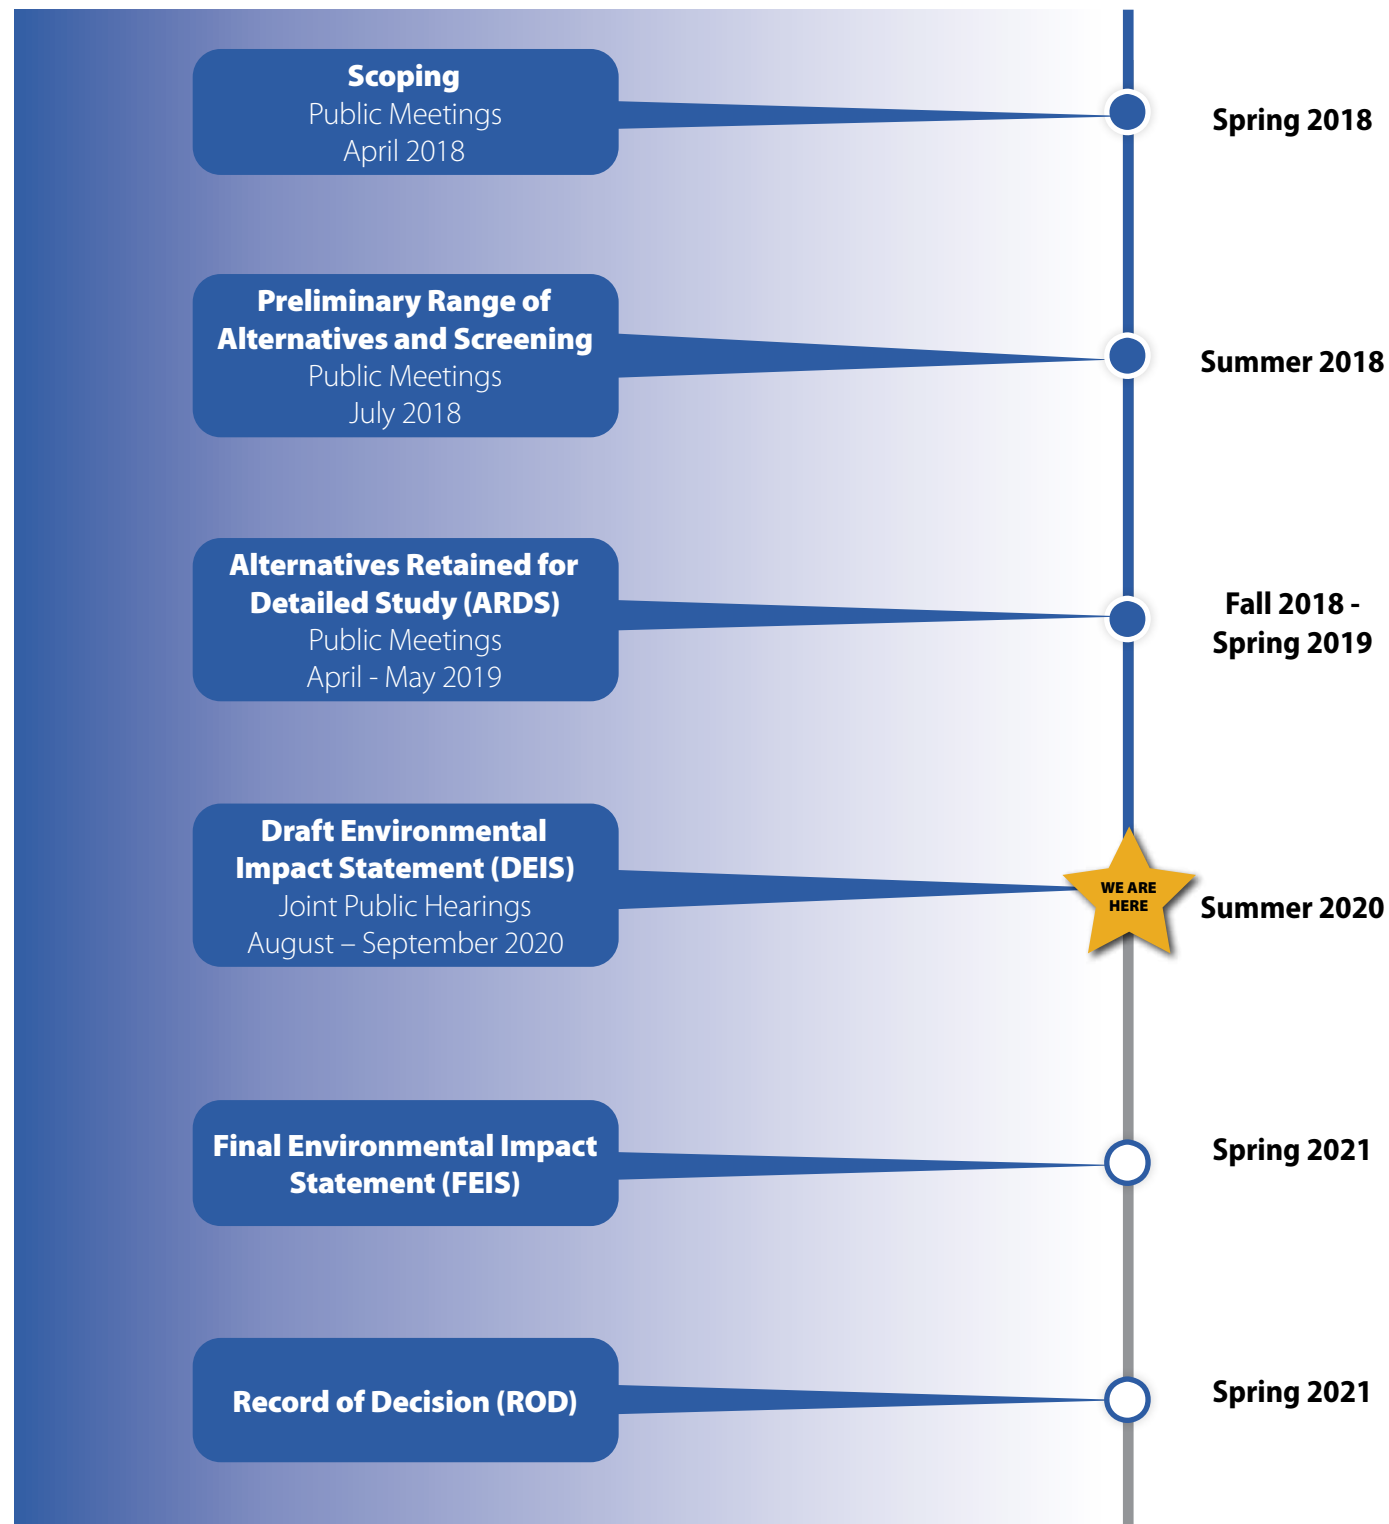 Scoping
Public Meetings
April 2018
Spring 2018
Preliminary Range of
Alternatives and Screening
Public Meetings
July 2018
Summer 2018
Alternatives Retained for
Detailed Study (ARDS)
Public Meetings
April - May 2019
Fall 2018 -
Spring 2019
Draft Environmental
Impact Statement (DEIS)
Joint Public Hearings
August – September 2020
WE ARE
HERE
Summer 2020
Final Environmental Impact
Statement (FEIS)
Spring 2021
Record of Decision (ROD)
Spring 2021